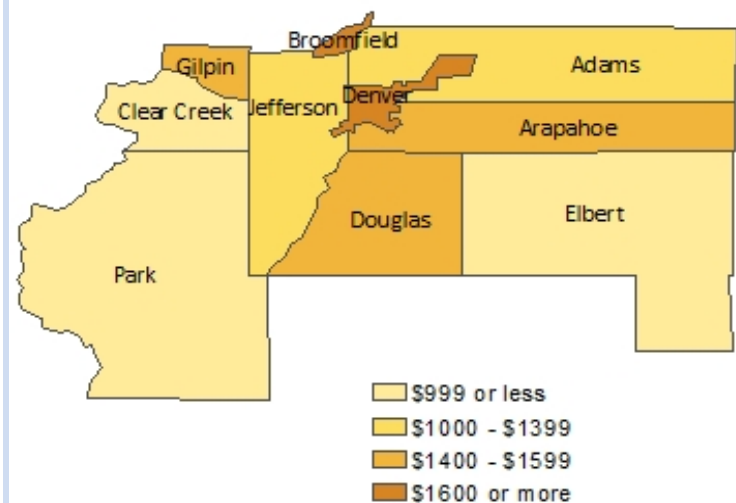 Broomfield
Gilpin
Adams
Clear Creek
Jefferson
Denver
Arapahoe
Douglas
Elbert
Park
$999 or less
$1000 - $1399
$1400 - $1599
$1600 or more